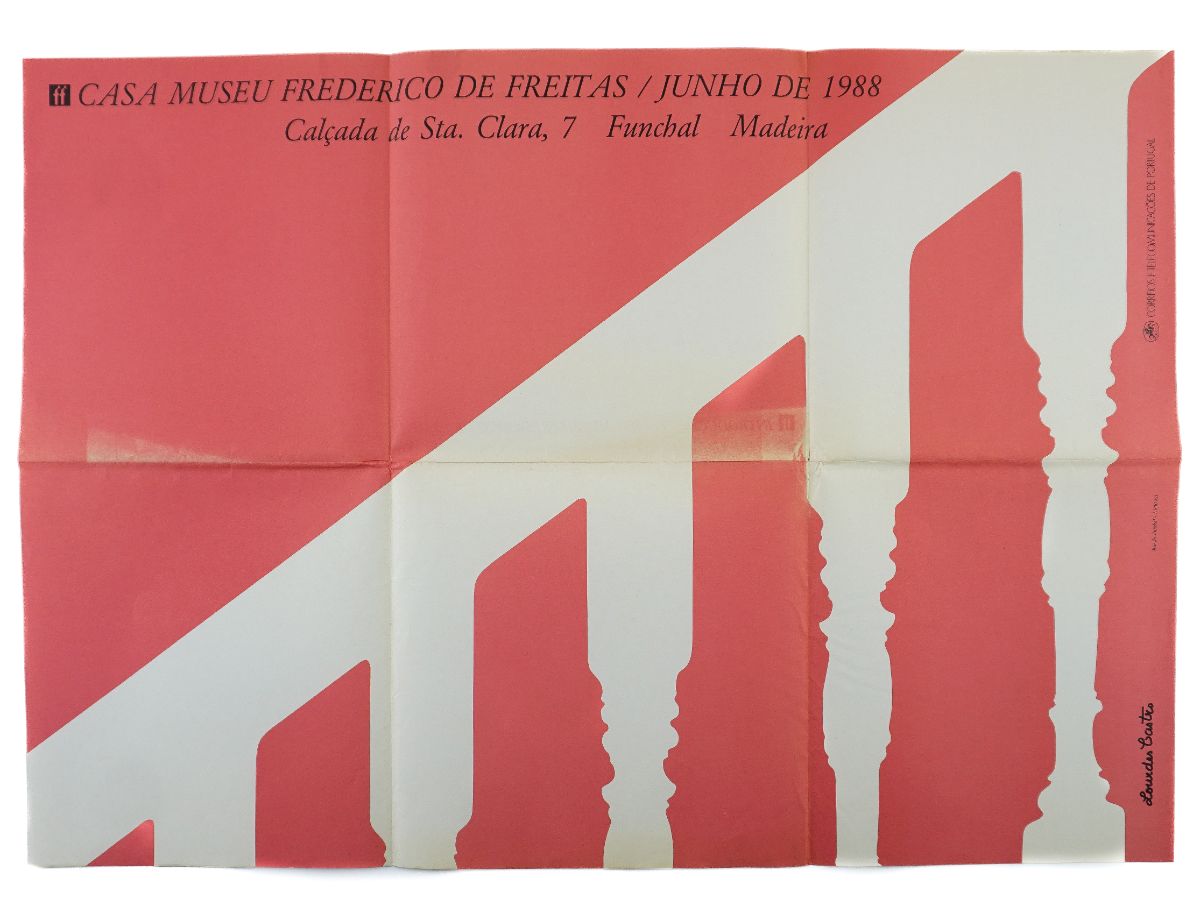 ff CASA MUSEU FREDERICO DE FREITAS / JUNHO DE 1988
Calçada de Sta. Clara, 7 Funchal Madeira
CORREIOS E TELECOMUNICAÇÕES DE PORTUGAL
Lourdes Castro